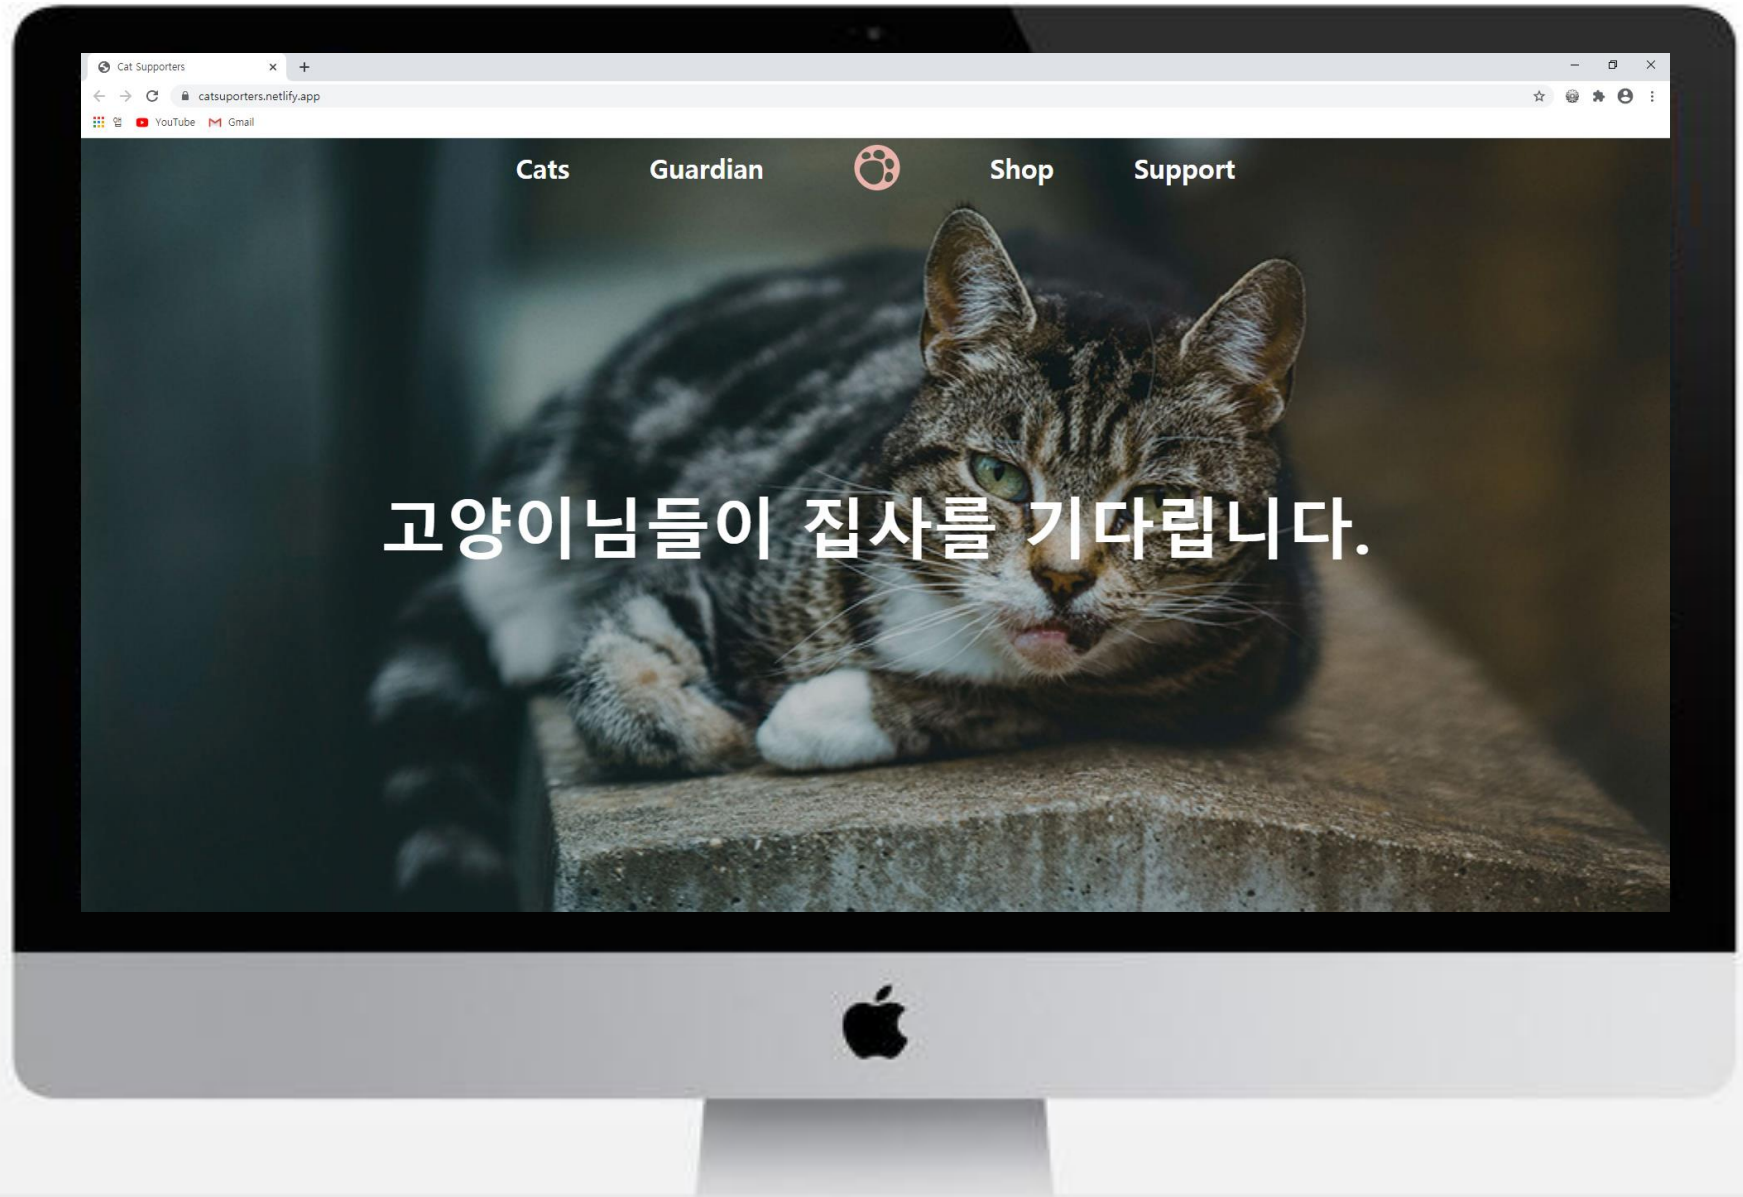 Cat Supporters
catsuporters.netlify.app
앱 YouTube Gmail
Cats Guardian Shop Support
고양이님들이 집사를 기다립니다.